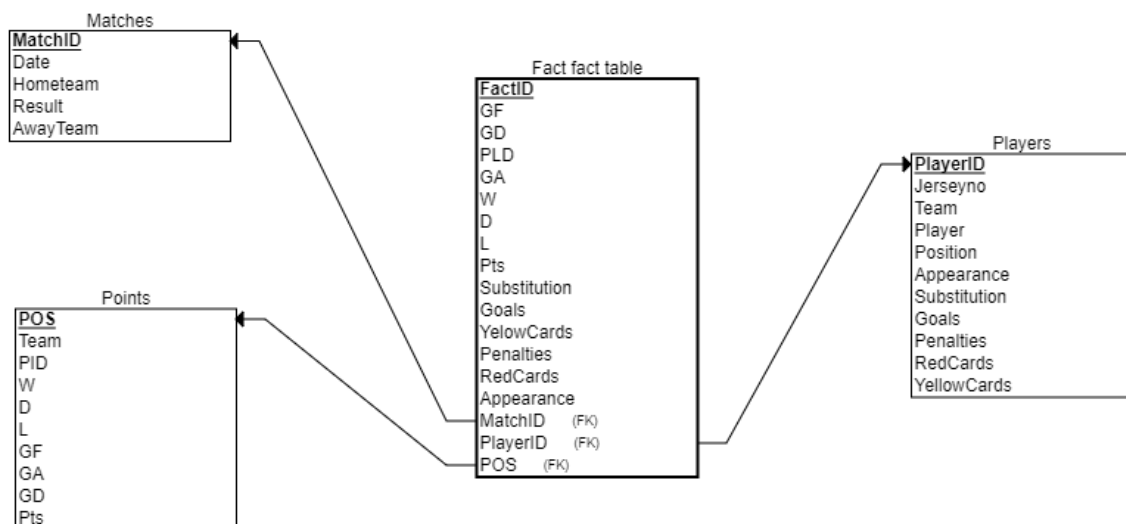 Matches
MatchID
Date
Hometeam
Result
AwayTeam
Points
POS
Team
PID
W
D
L
GF
GA
GD
Pts
Fact fact table
FactID
GF
GD
PLD
GA
W
D
L
Pts
Substitution
Goals
YelowCards
Penalties
RedCards
Appearance
MatchID (FK)
PlayerID (FK)
POS (FK)
Players
PlayerID
Jerseyno
Team
Player
Position
Appearance
Substitution
Goals
Penalties
RedCards
YellowCards